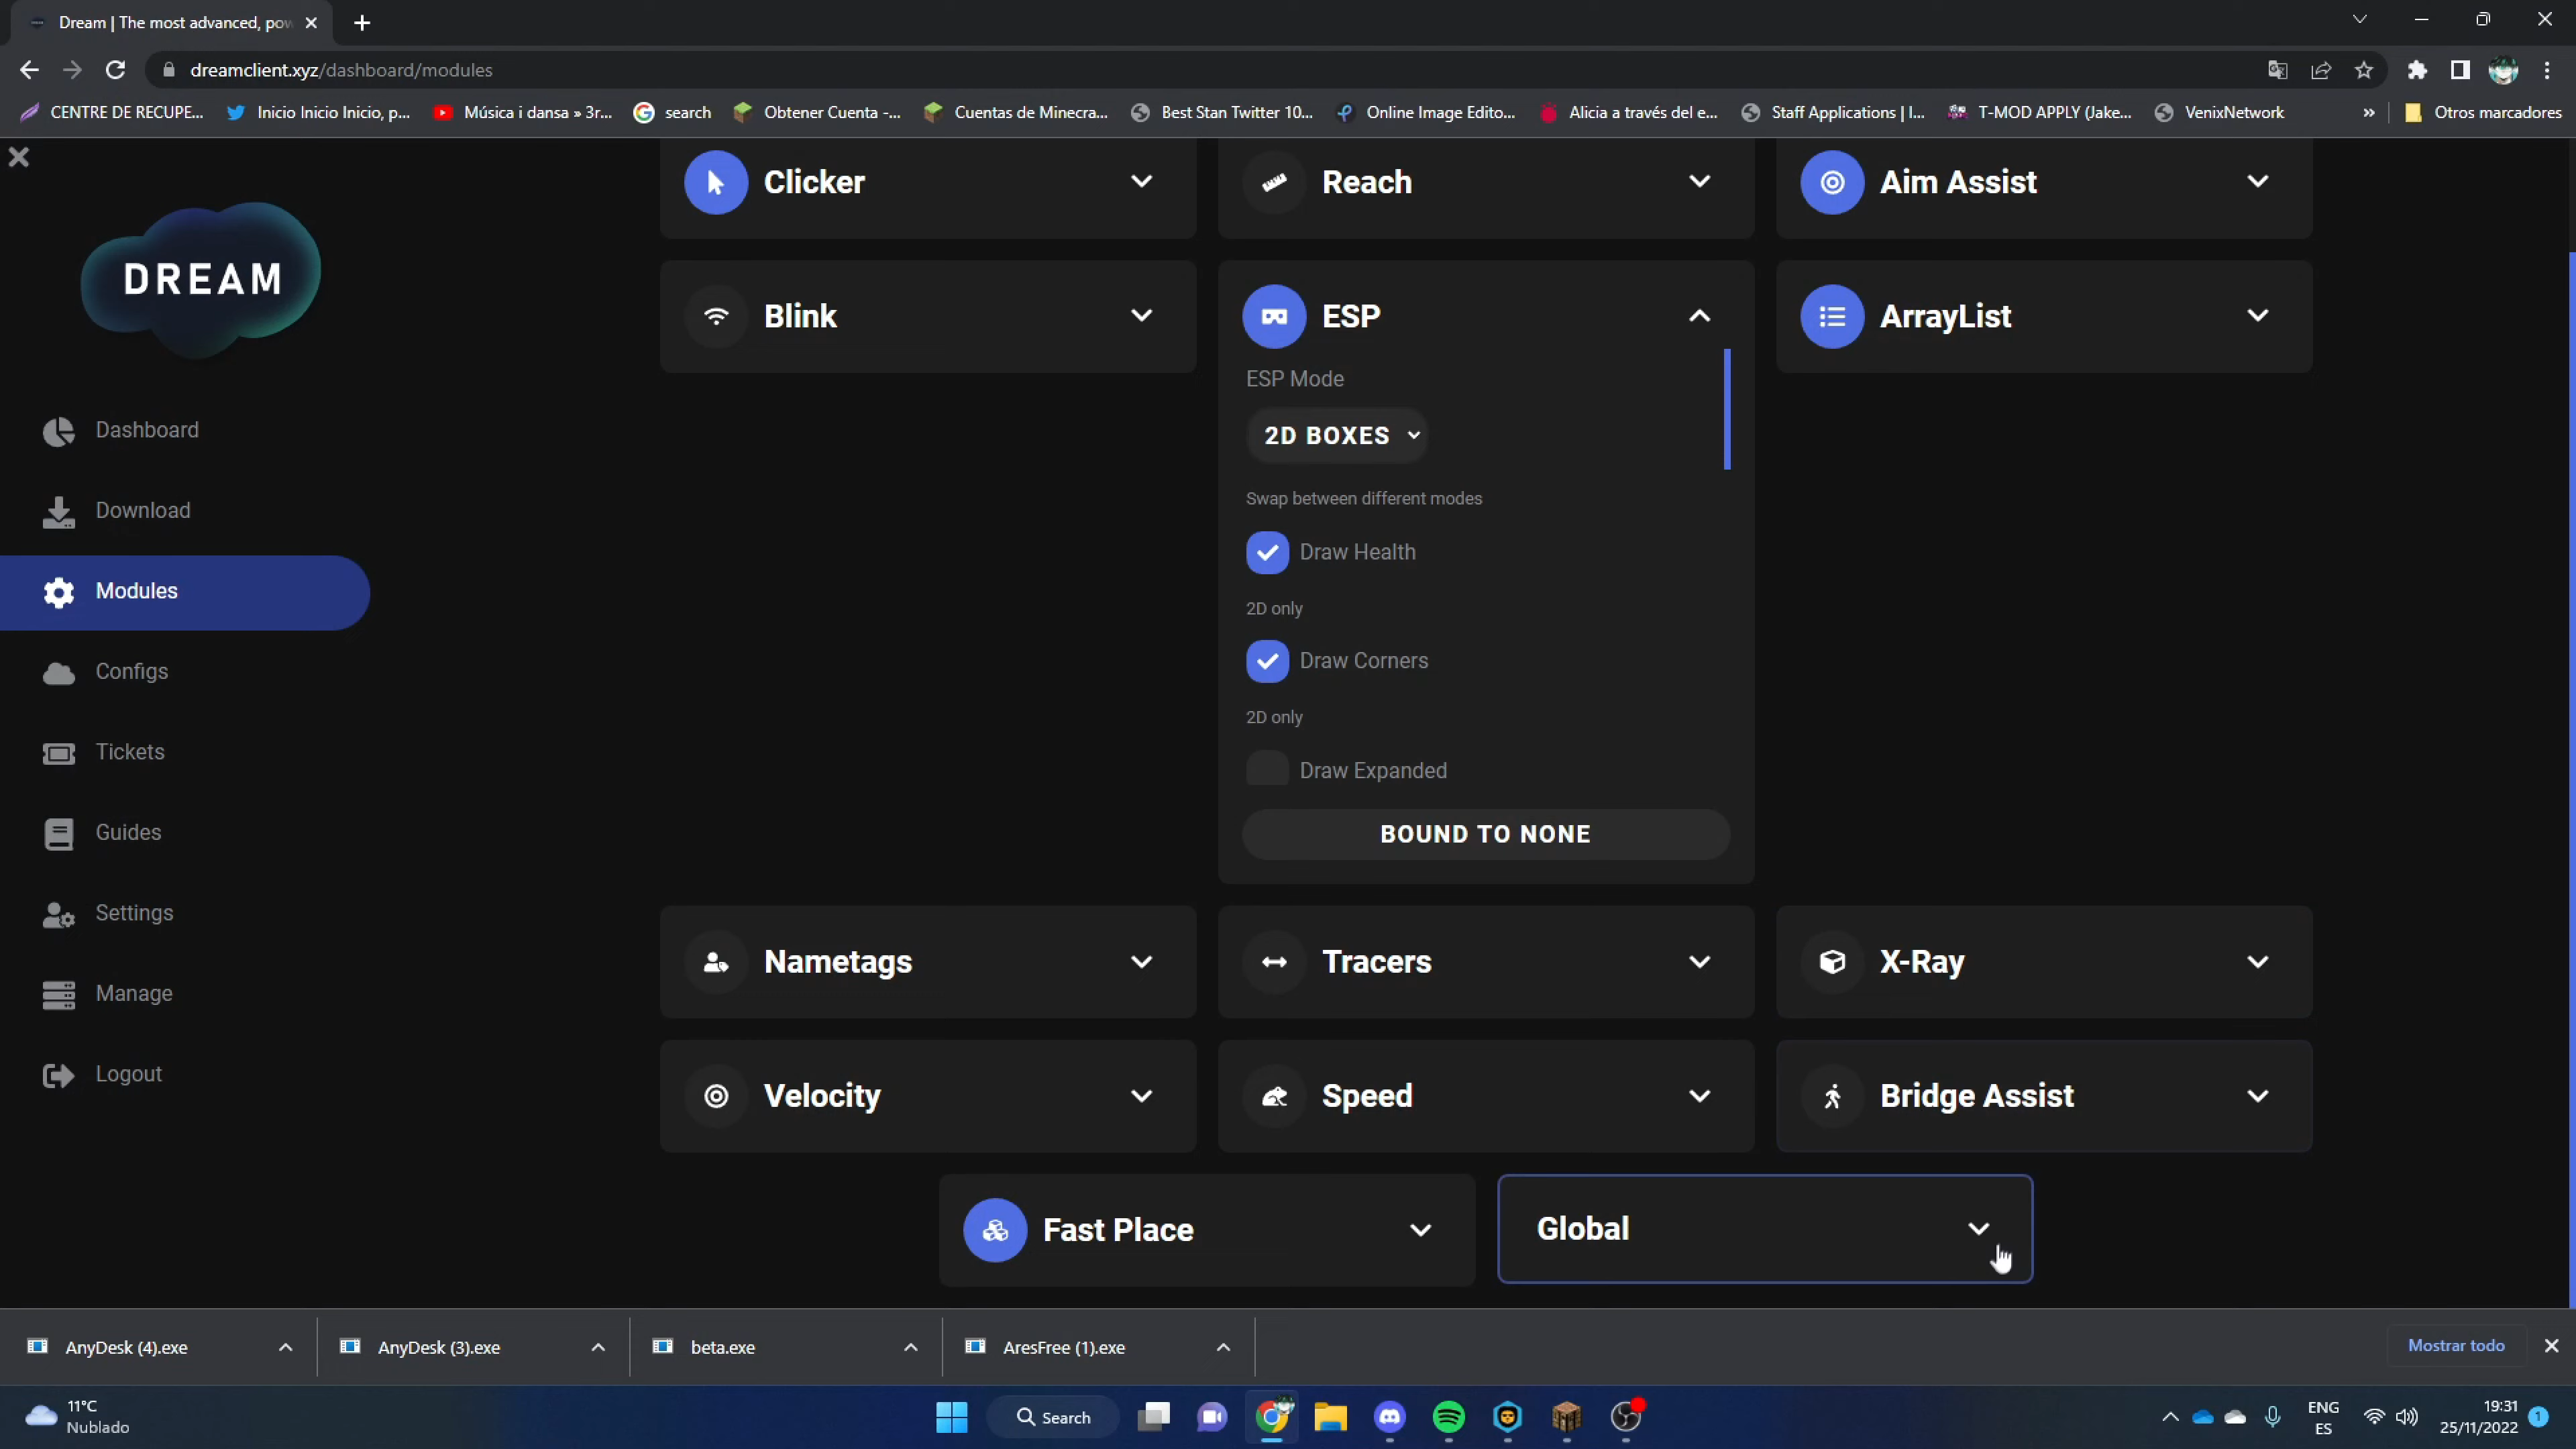 Dream | The most advanced, pow
dreamclient.xyz/dashboard/modules
CENTRE DE RECUPE...
Inicio Inicio Inicio, p...
Música i dansa » 3r...
search
Obtener Cuenta -...
Cuentas de Minecra...
Best Stan Twitter 10...
Online Image Edito...
Alicia a través del e...
Staff Applications | I...
T-MOD APPLY (Jake...
VenixNetwork
»
Otros marcadores
DREAM
Dashboard
Download
Modules
Configs
Tickets
Guides
Settings
Manage
Logout
Clicker
Reach
Aim Assist
Blink
ESP
ArrayList
ESP Mode
2D BOXES
Swap between different modes
Draw Health
2D only
Draw Corners
2D only
Draw Expanded
BOUND TO NONE
Nametags
Tracers
X-Ray
Velocity
Speed
Bridge Assist
Fast Place
Global
AnyDesk (4).exe
AnyDesk (3).exe
beta.exe
AresFree (1).exe
Mostrar todo
11°C
Nublado
Search
ENG
ES
19:31
25/11/2022
1